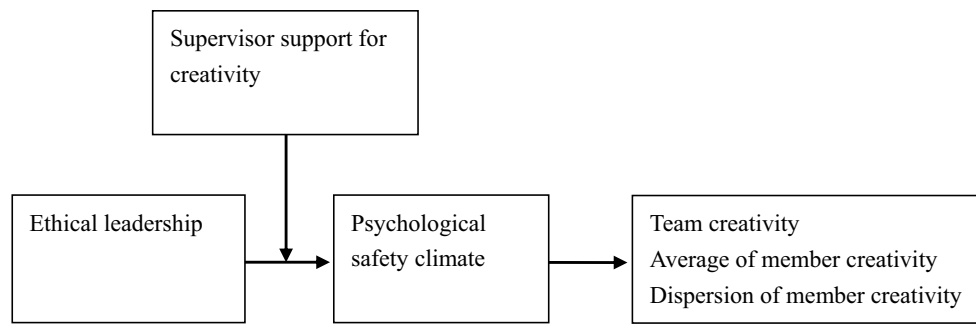 Supervisor support for
creativity
Ethical leadership
Psychological
safety climate
Team creativity
Average of member creativity
Dispersion of member creativity